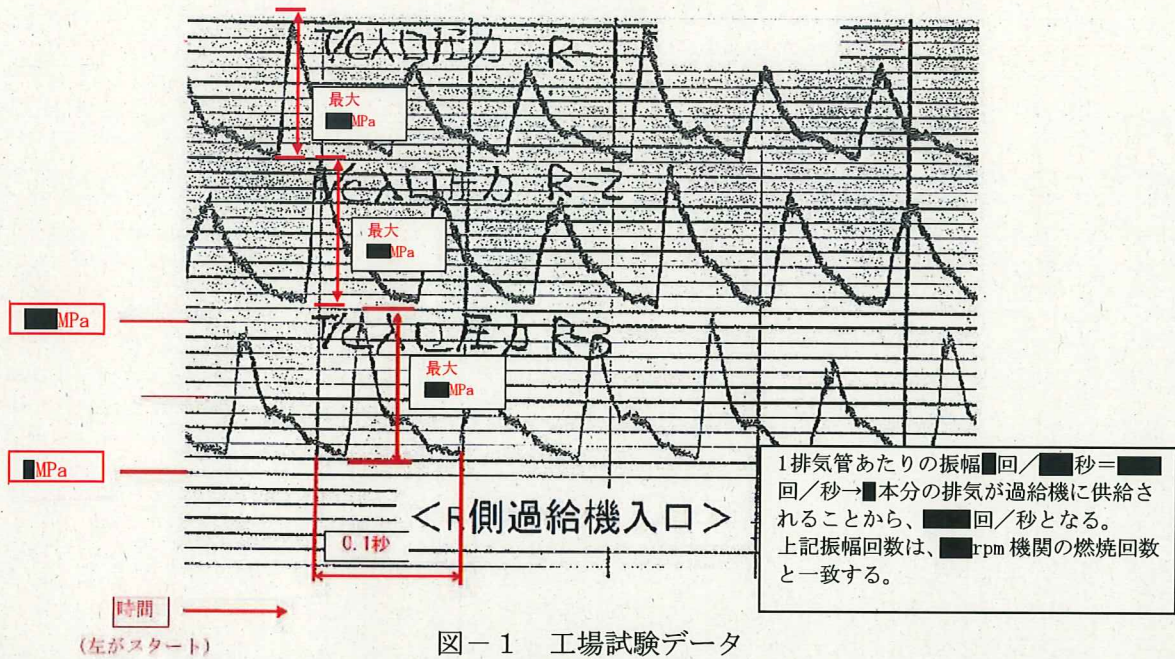 T/C入口圧力 R-
最大
MPa
T/C入口圧力 R-2
最大
MPa
T/C入口圧力 R-3
最大
MPa
MPa
MPa
1排気管あたりの振幅 回/ 秒=
回/秒→ 本分の排気が過給機に供給さ
れることから、 回/秒となる。
上記振幅回数は、 rpm 機関の燃焼回数
と一致する。
<R側過給機入口>
0.1秒
時間
(左がスタート)
図-1 工場試験データ